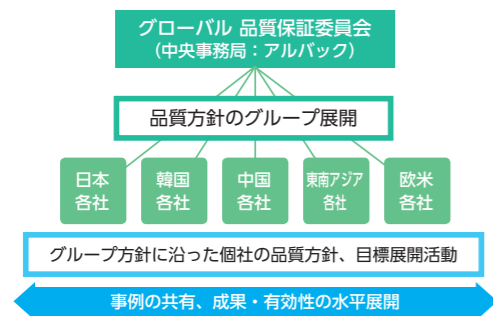 グローバル 品質保証委員会
（中央事務局：アルバック）
品質方針のグループ展開
日本
各社
韓国
各社
中国
各社
東南アジア
各社
欧米
各社
グループ方針に沿った個社の品質方針、目標展開活動
事例の共有、成果・有効性の水平展開